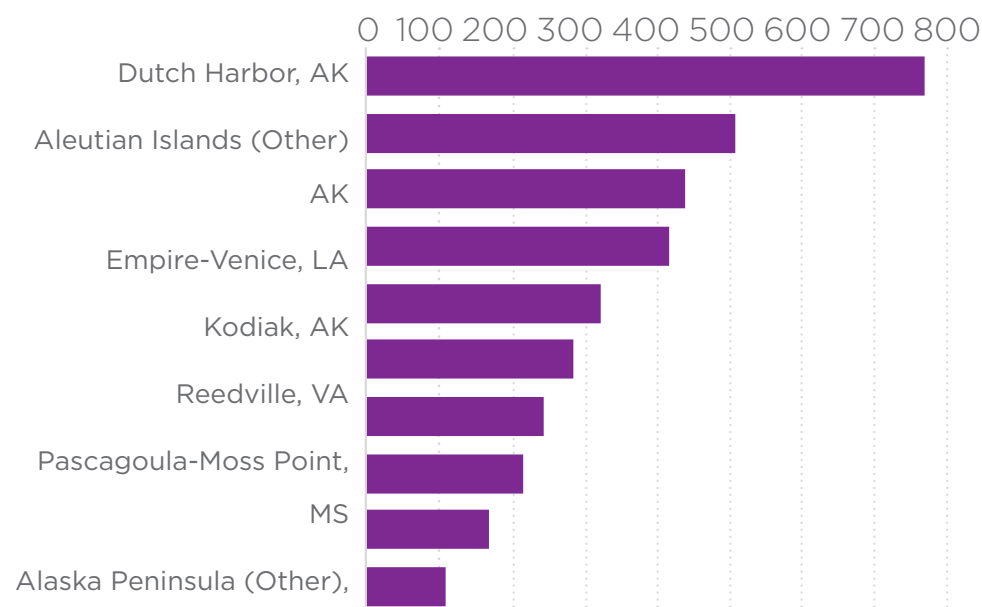 0 100 200 300 400 500 600 700 800
Dutch Harbor, AK
Aleutian Islands (Other)
AK
Empire-Venice, LA
Kodiak, AK
Reedville, VA
Pascagoula-Moss Point,
MS
Alaska Peninsula (Other),